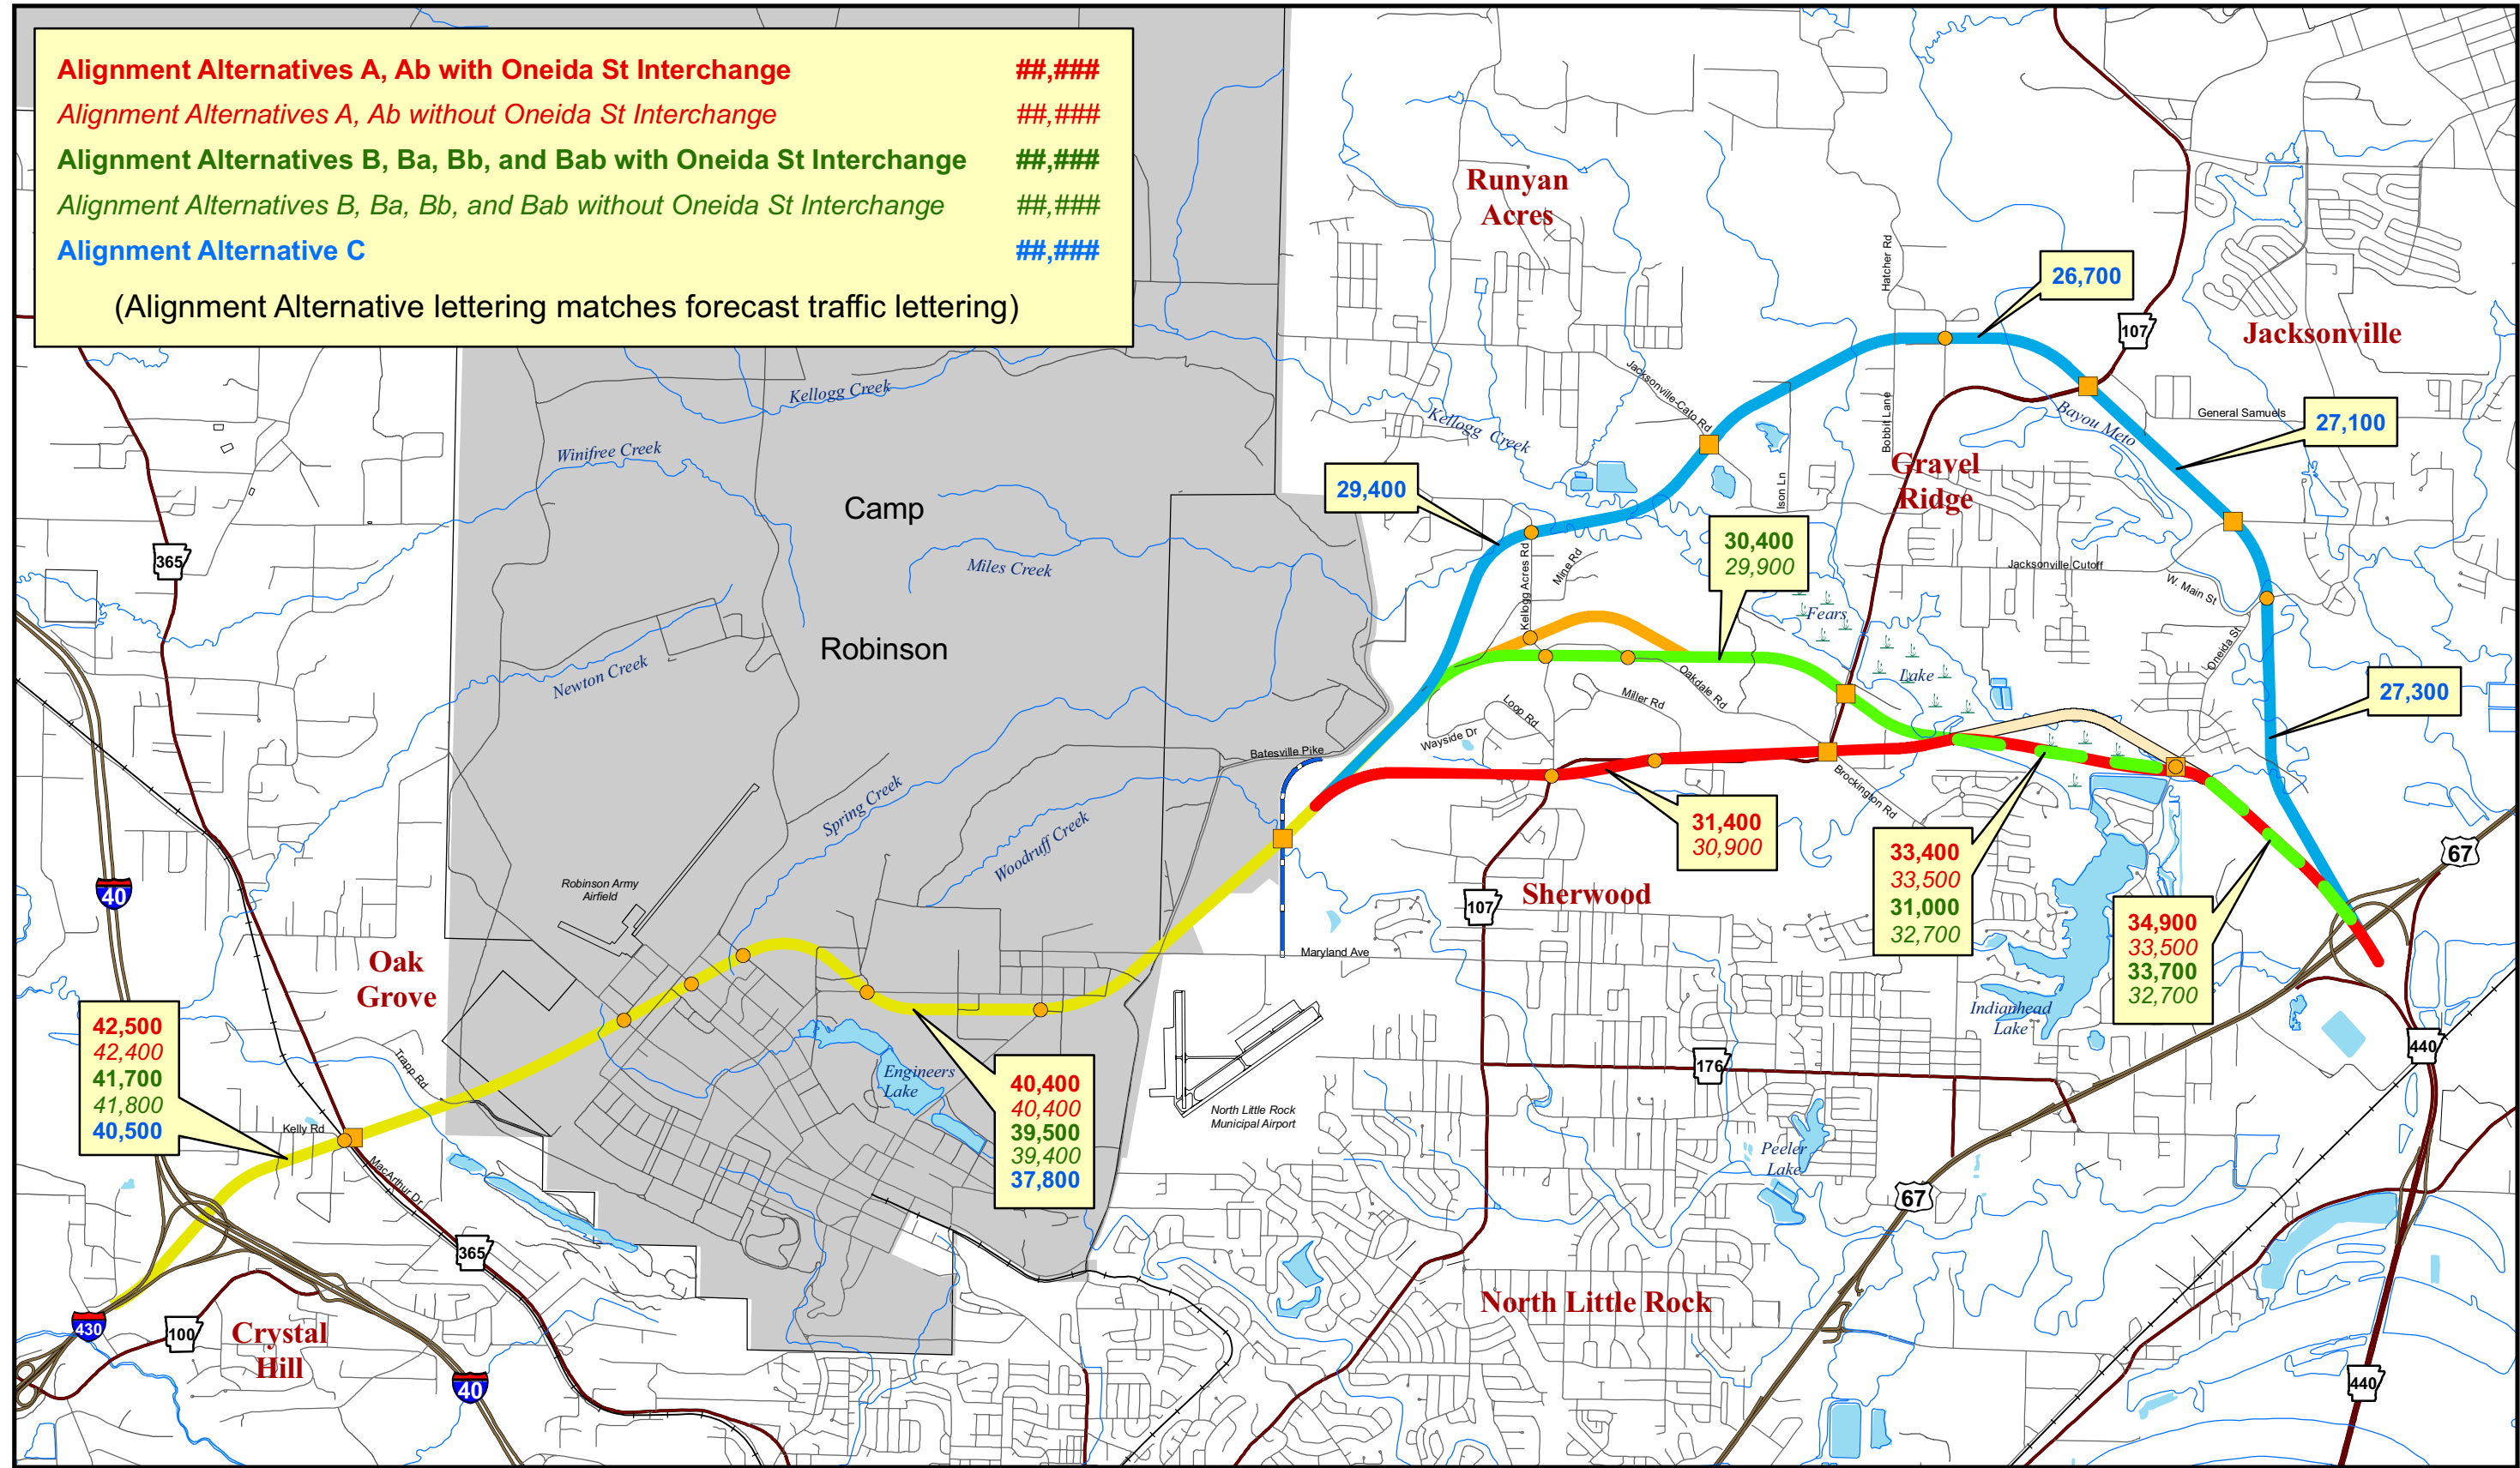 Alignment Alternatives A, Ab with Oneida St Interchange ##,###
Alignment Alternatives A, Ab without Oneida St Interchange ##,###
Alignment Alternatives B, Ba, Bb, and Bab with Oneida St Interchange ##,###
Alignment Alternatives B, Ba, Bb, and Bab without Oneida St Interchange ##,###
Alignment Alternative C ##,###
(Alignment Alternative lettering matches forecast traffic lettering)
Runyan
Acres
Hatcher Rd
26,700
107
Jacksonville
Kellogg Creek
Jacksonville-Cato Rd
Kellogg Creek
Bobbit Lane
Bayou Meto
General Samuels
27,100
Winifree Creek
Gravel
Ridge
29,400
Ison Ln
Camp
365
Miles Creek
Kellogg Acres Rd
Mine Rd
30,400
29,900
Jacksonville Cutoff
W. Main St
Fears
Lake
Robinson
Newton Creek
Oneida St
Oakdale Rd
Miller Rd
Loop Rd
Wayside Dr
27,300
Batesville Pike
Brockington Rd
Spring Creek
Woodruff Creek
31,400
30,900
33,400
33,500
31,000
32,700
67
Robinson Army
Airfield
40
Sherwood
107
34,900
33,500
33,700
32,700
Maryland Ave
Oak
Grove
Indianhead
Lake
42,500
42,400
41,700
41,800
40,500
Trapp Rd
Kelly Rd
MacArthur Dr
Engineers
Lake
40,400
40,400
39,500
39,400
37,800
North Little Rock
Municipal Airport
176
440
Peeler
Lake
67
365
430
100
Crystal
Hill
40
North Little Rock
440